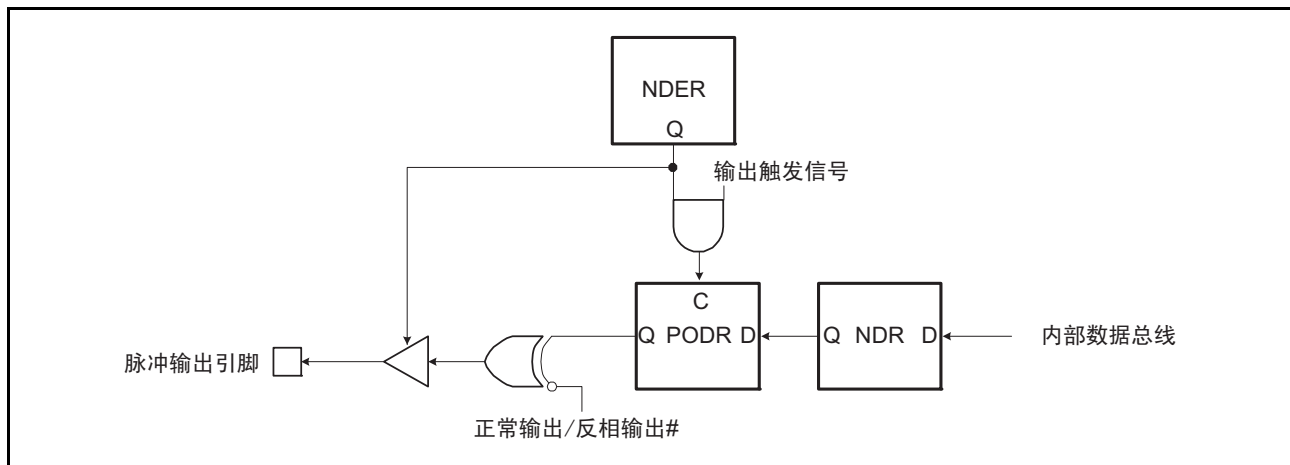 NDER
Q
输出触发信号
C
Q PODR D
Q NDR D
内部数据总线
脉冲输出引脚
正常输出/反相输出#